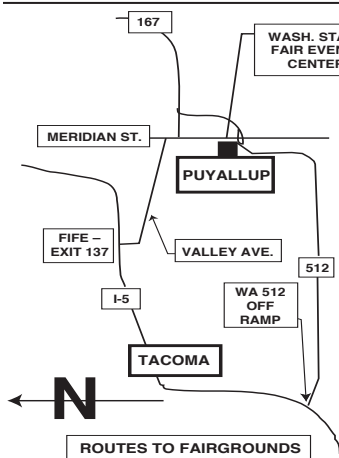 167
WASH. STA
FAIR EVEN
CENTER
MERIDIAN ST.
PUYALLUP
FIFE –
EXIT 137
VALLEY AVE.
512
I-5
WA 512
OFF
RAMP
TACOMA
N
ROUTES TO FAIRGROUNDS